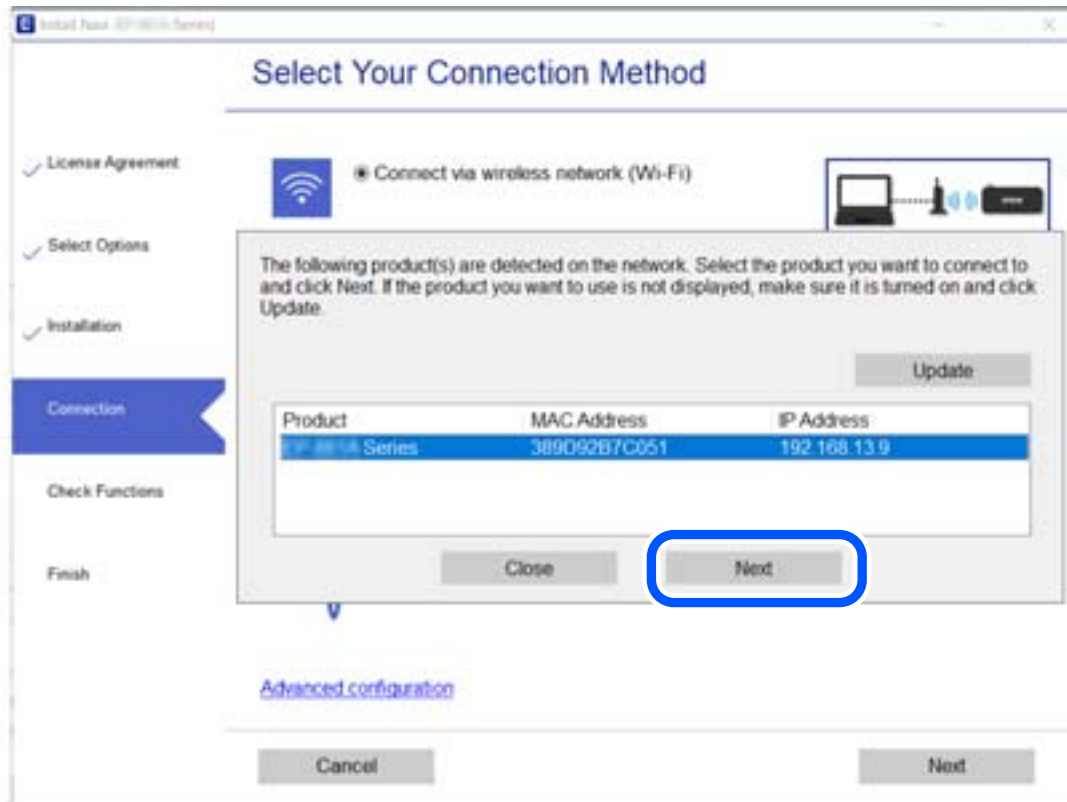 Install Navi
Series]
Select Your Connection Method
License Agreement
Connect via wireless network (Wi-Fi)
Select Options
The following product(s) are detected on the network. Select the product you want to connect to
and click Next. If the product you want to use is not displayed, make sure it is turned on and click
Update.
Installation
Update
Connection
Product MAC Address IP Address
Series 389D92B7C051 192.168.13.9
Check Functions
Close Next
Finish
Advanced configuration
Cancel Next